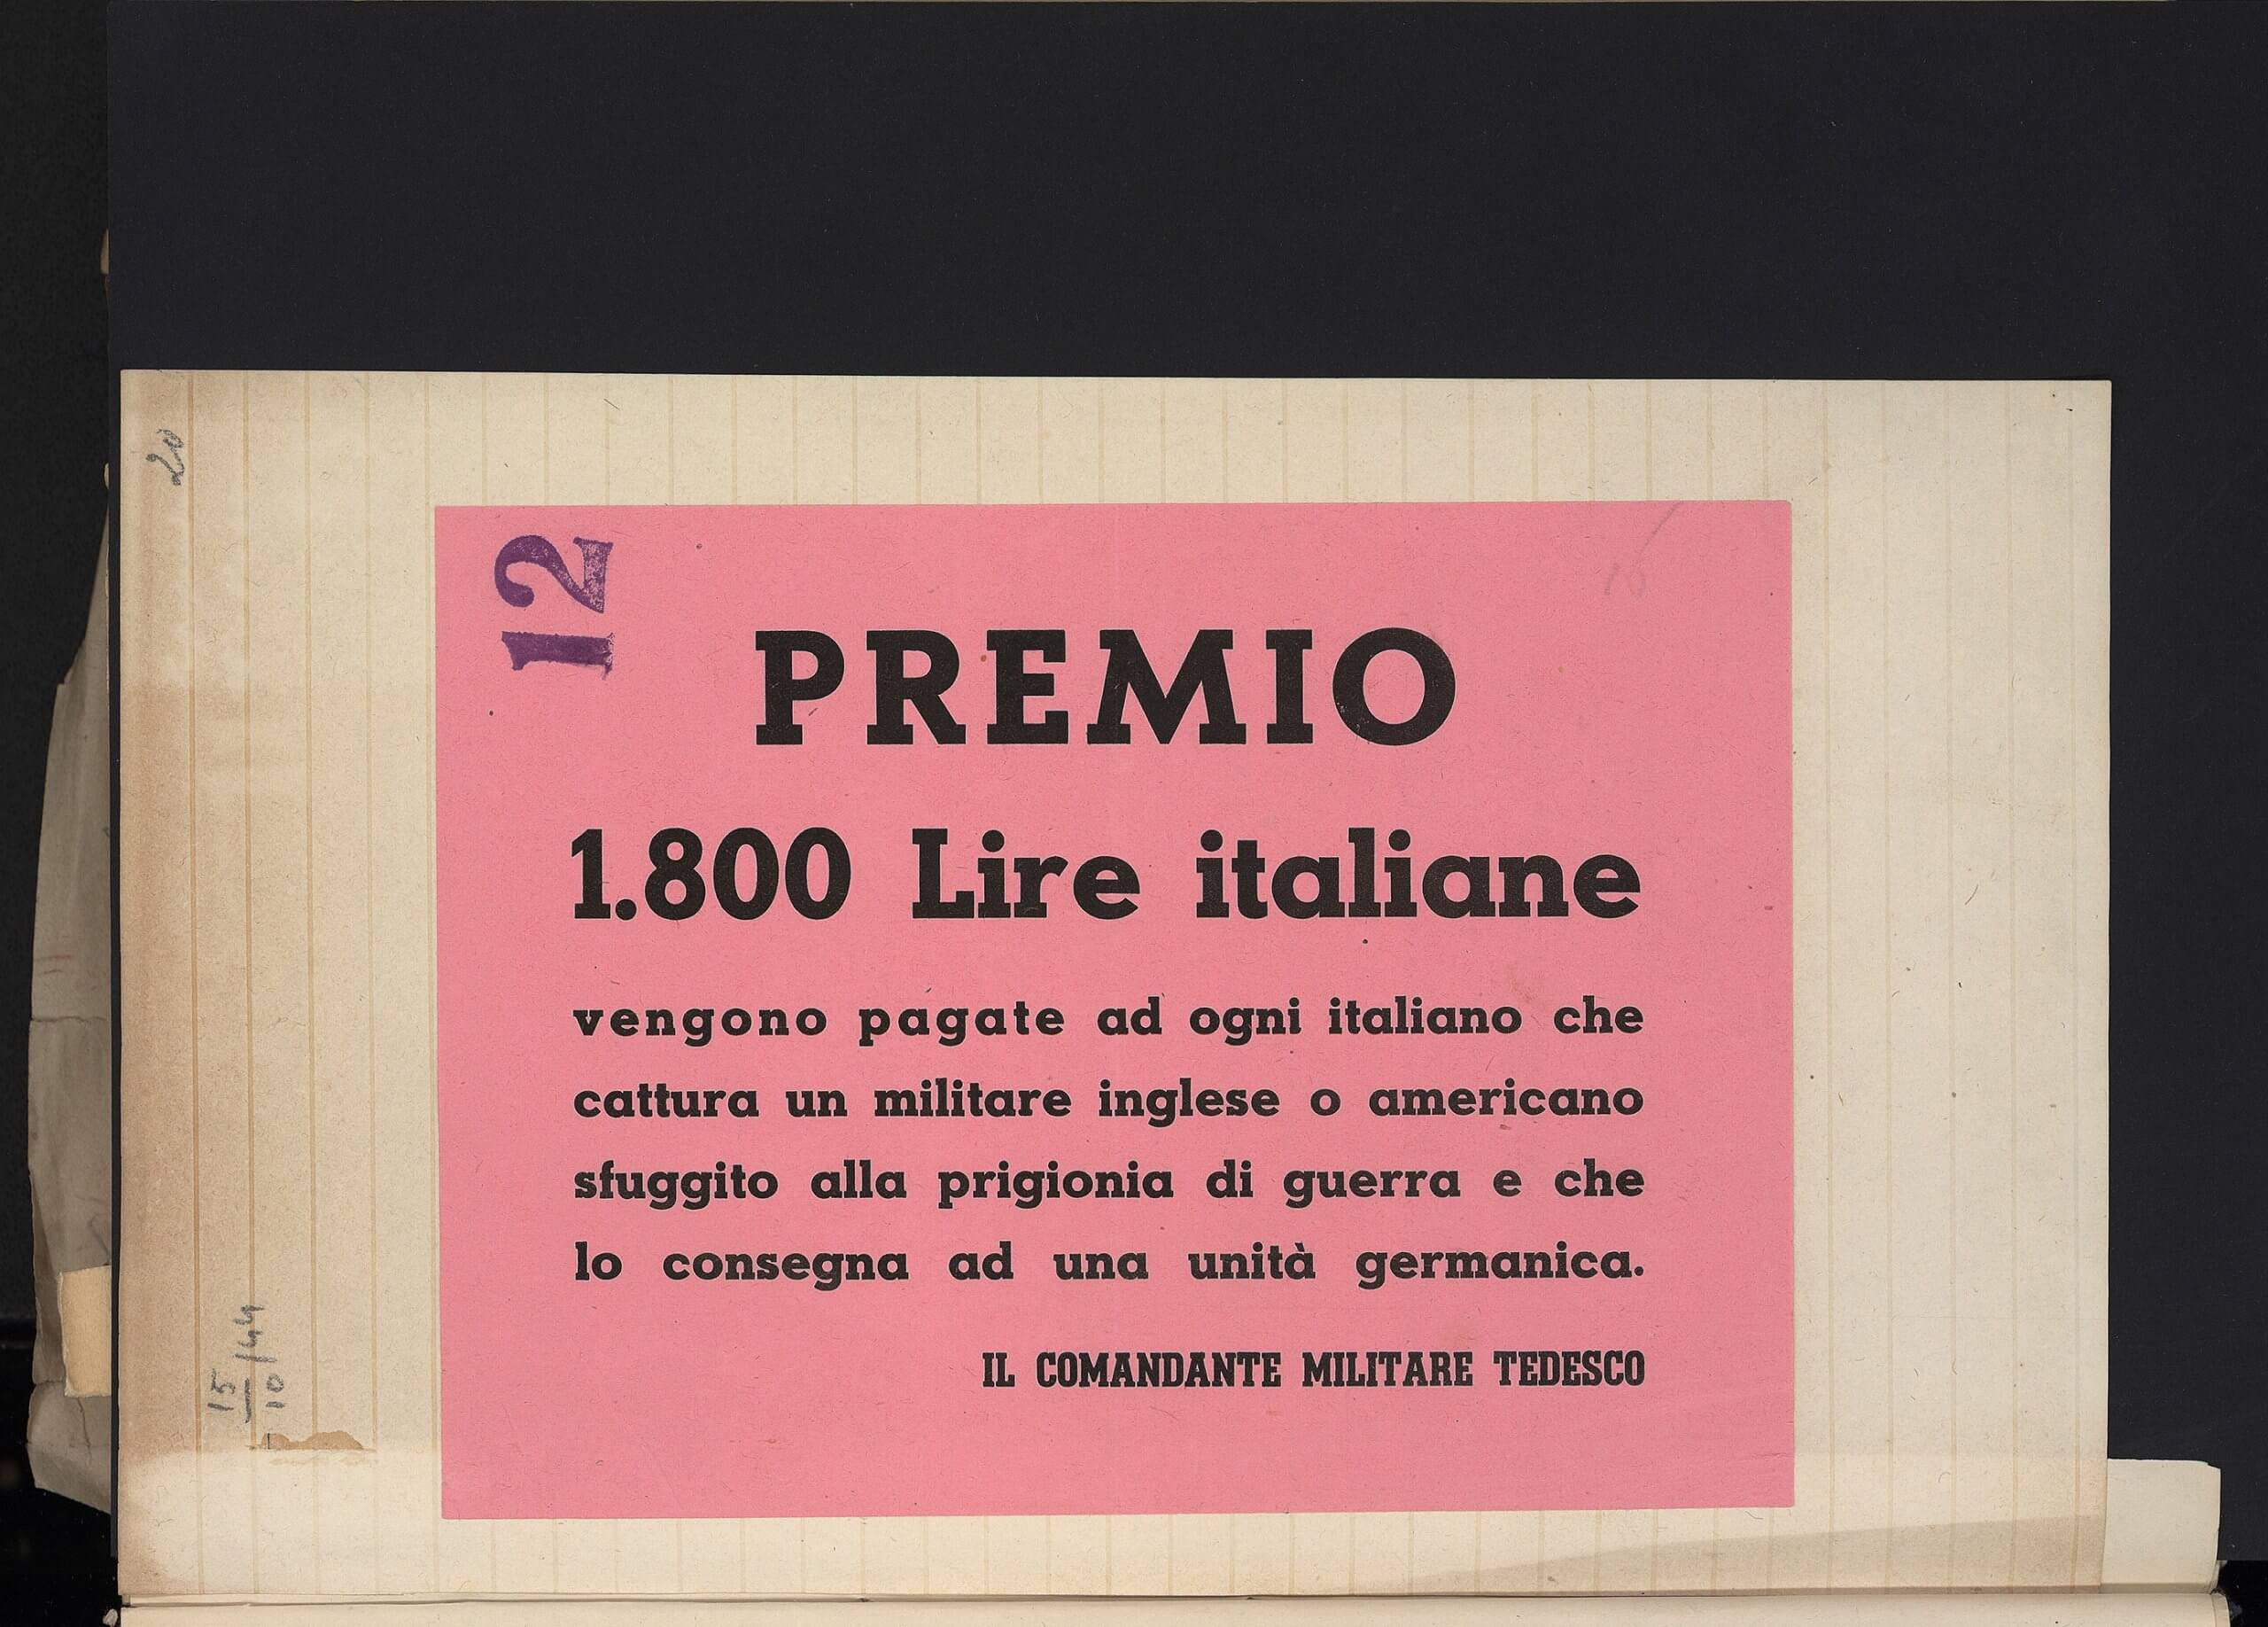 20
12
PREMIO
1.800 Lire italiane
vengono pagate ad ogni italiano che
cattura un militare inglese o americano
sfuggito alla prigionia di guerra e che
lo consegna ad una unità germanica.
IL COMANDANTE MILITARE TEDESCO
15
10/44